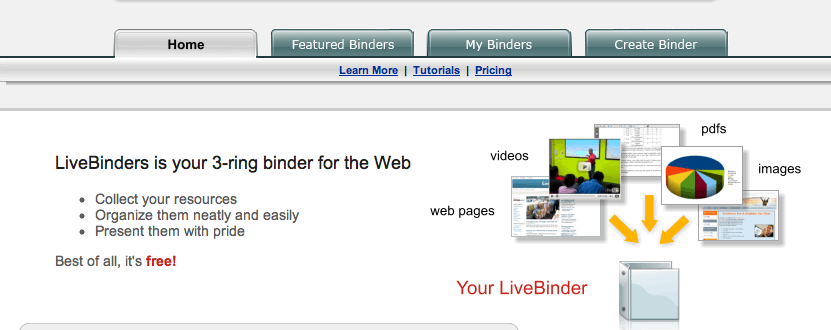 Home
Featured Binders
My Binders
Create Binder
Learn More | Tutorials | Pricing
LiveBinders is your 3-ring binder for the Web
• Collect your resources
• Organize them neatly and easily
• Present them with pride
Best of all, it's free!
pdfs
videos
images
web pages
Your LiveBinder